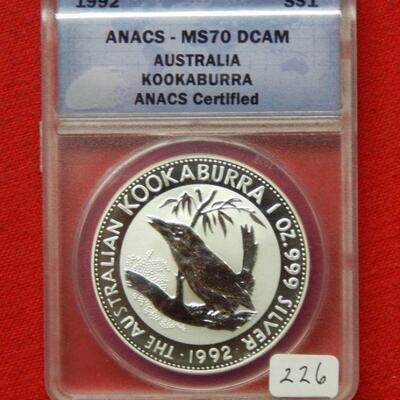 1992 S$1
ANACS - MS70 DCAM
AUSTRALIA
KOOKABURRA
ANACS Certified
THE AUSTRALIAN KOOKABURRA 1 OZ. 999 SILVER
· 1992 ·
226